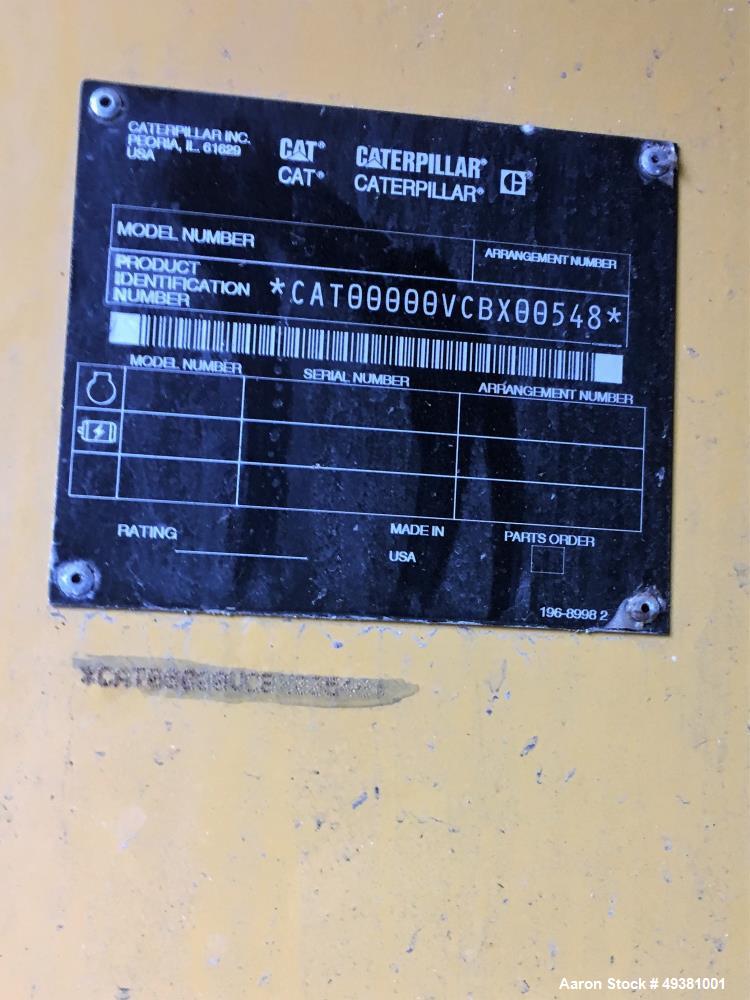 CATERPILLAR INC.
PEORIA, IL. 61629
USA
CAT® CATERPILLAR®
CAT® CATERPILLAR®
MODEL NUMBER
ARRANGEMENT NUMBER
PRODUCT
IDENTIFICATION
NUMBER
*CAT00000VCBX00548*
MODEL NUMBER SERIAL NUMBER ARRANGEMENT NUMBER
RATING
MADE IN
USA
PARTS ORDER
196-8998 2
Aaron Stock # 49381001